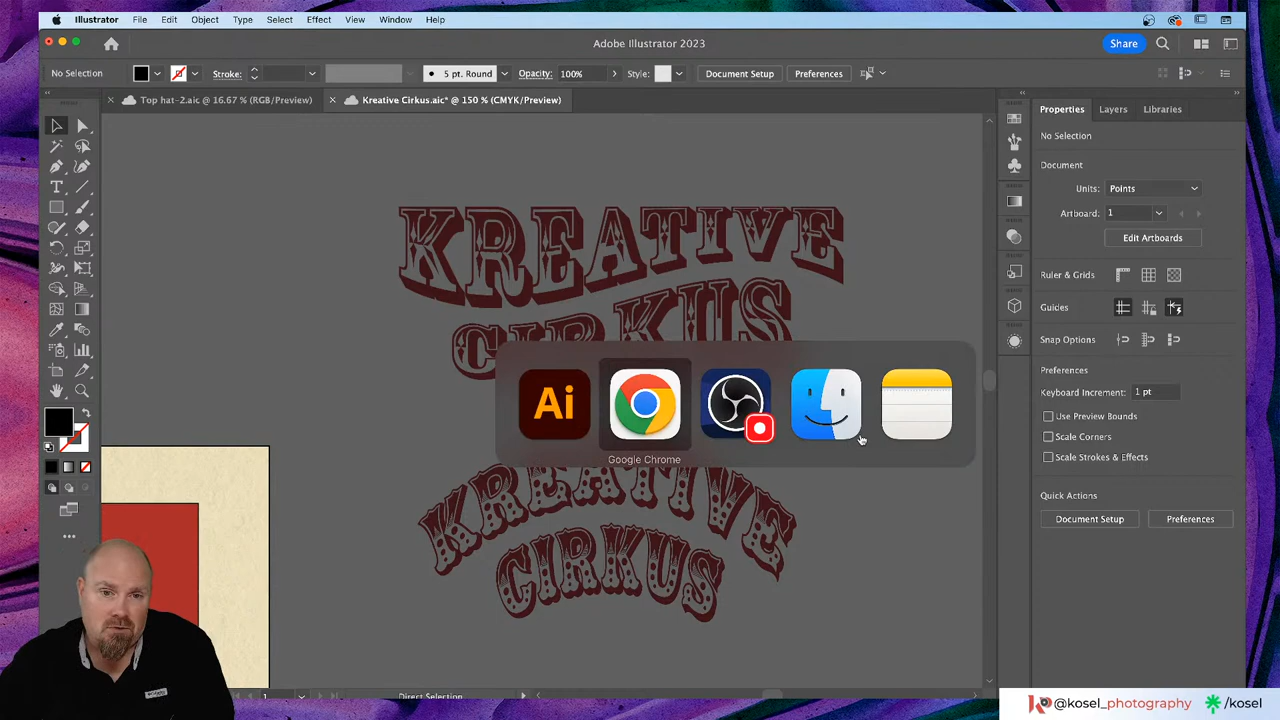 Illustrator File Edit Object Type Select Effect View Window Help
Adobe Illustrator 2023
Share
No Selection
Stroke:
5 pt. Round
Opacity: 100%
Style:
Document Setup
Preferences
Top hat-2.aic @ 16.67 % (RGB/Preview)
Kreative Cirkus.aic* @ 150 % (CMYK/Preview)
Properties Layers Libraries
No Selection
Document
Units: Points
Artboard: 1
Edit Artboards
Ruler & Grids
Guides
Snap Options
Preferences
Keyboard Increment: 1 pt
Use Preview Bounds
Scale Corners
Scale Strokes & Effects
Quick Actions
Document Setup Preferences
KREATIVE
CIRKUS
Ai
Google Chrome
KREATIVE
CIRKUS
1
Direct Selection
@kosel_photography /kosel